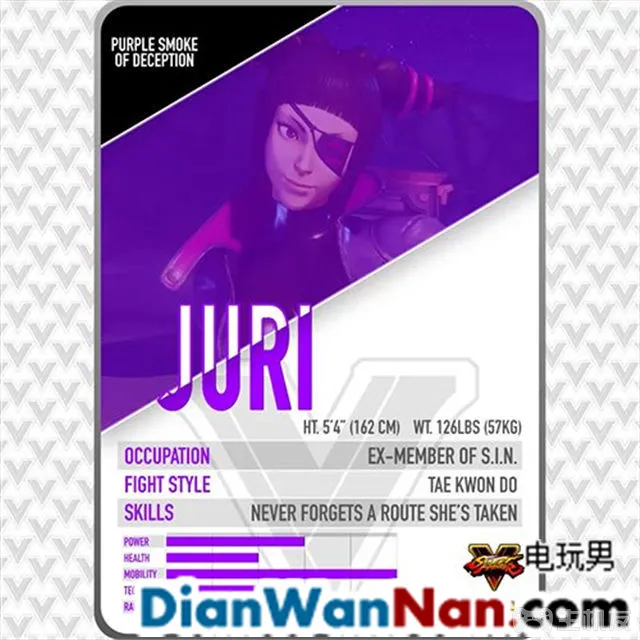 PURPLE SMOKE
OF DECEPTION
JURI
HT. 5'4" (162 CM) WT. 126LBS (57KG)
OCCUPATION EX-MEMBER OF S.I.N.
FIGHT STYLE TAE KWON DO
SKILLS NEVER FORGETS A ROUTE SHE'S TAKEN
POWER
HEALTH
MOBILITY
电玩男
DianWanNan.com